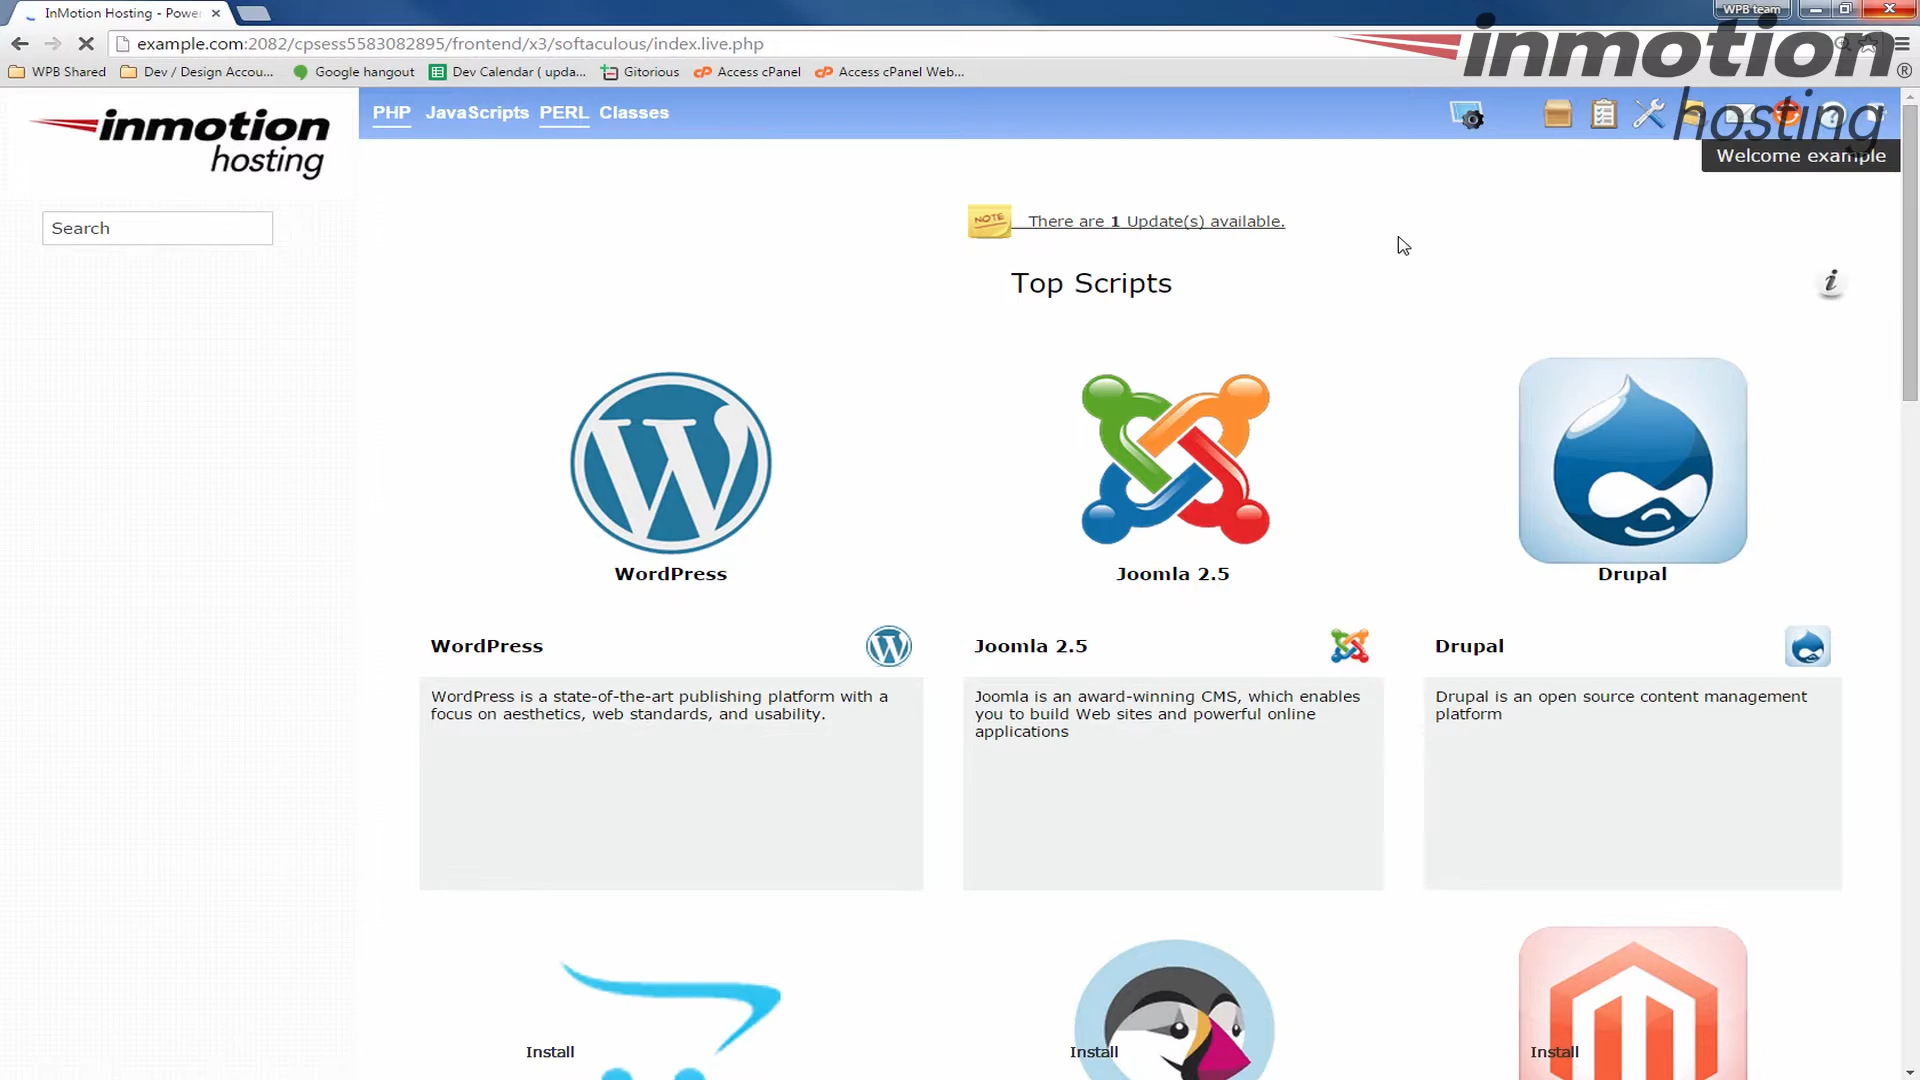 InMotion Hosting - Power
WPB team
example.com:2082/cpsess5583082895/frontend/x3/softaculous/index.live.php
WPB Shared
Dev / Design Accou...
Google hangout
Dev Calendar ( upda...
Gitorious
Access cPanel
Access cPanel Web...
inmotion®
hosting
inmotion
hosting
PHP JavaScripts PERL Classes
Welcome example
Search
NOTE There are 1 Update(s) available.
Top Scripts
i
WordPress
Joomla 2.5
Drupal
WordPress
WordPress is a state-of-the-art publishing platform with a
focus on aesthetics, web standards, and usability.
Joomla 2.5
Joomla is an award-winning CMS, which enables
you to build Web sites and powerful online
applications
Drupal
Drupal is an open source content management
platform
Install
Install
Install